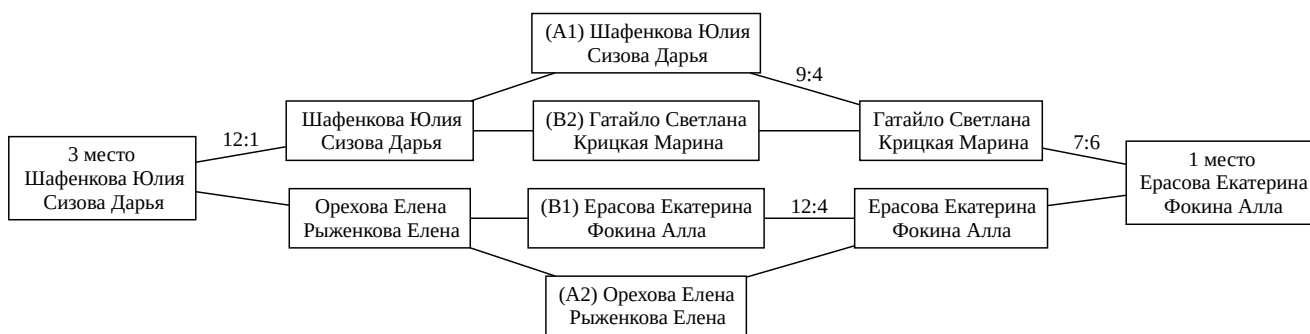 (A1) Шафенкова Юлия
Сизова Дарья
9:4
Шафенкова Юлия
Сизова Дарья
(B2) Гатайло Светлана
Крицкая Марина
Гатайло Светлана
Крицкая Марина
12:1
7:6
3 место
Шафенкова Юлия
Сизова Дарья
1 место
Ерасова Екатерина
Фокина Алла
Орехова Елена
Рыженкова Елена
(B1) Ерасова Екатерина
Фокина Алла
12:4
Ерасова Екатерина
Фокина Алла
(A2) Орехова Елена
Рыженкова Елена